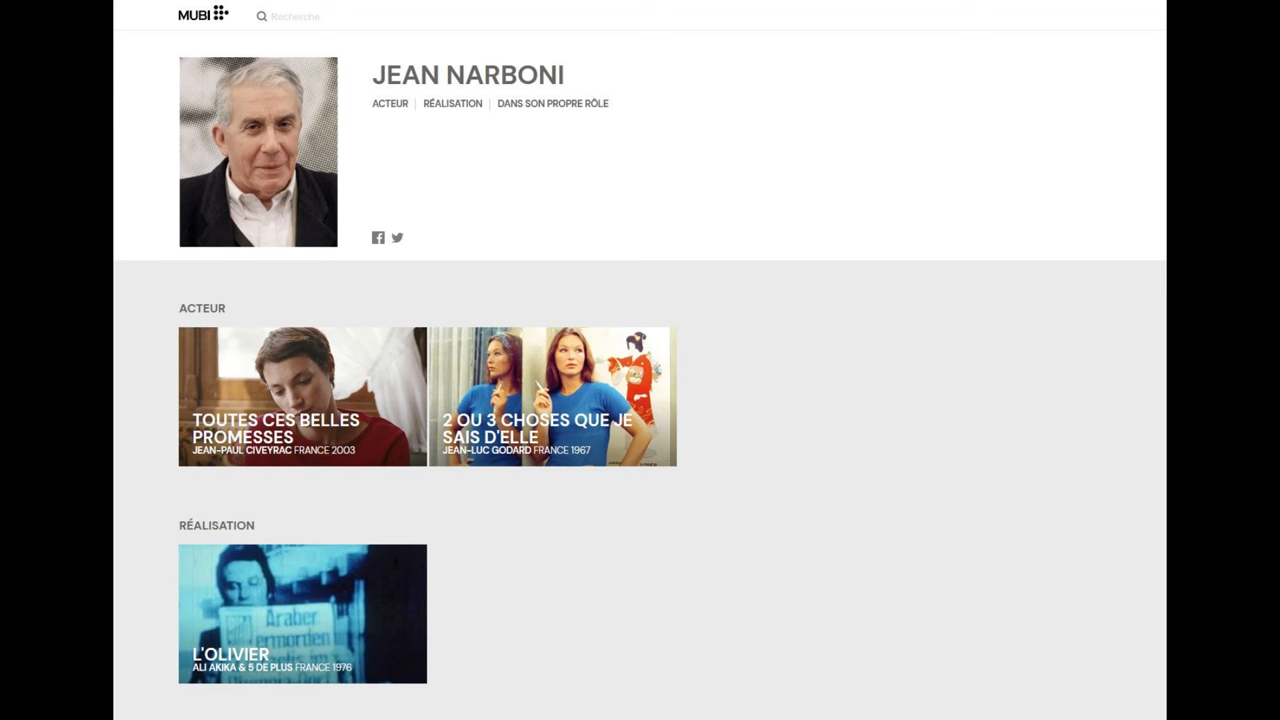 MUBI
Recherche
JEAN NARBONI
ACTEUR | RÉALISATION | DANS SON PROPRE RÔLE
ACTEUR
TOUTES CES BELLES
PROMESSES
JEAN-PAUL CIVEYRAC FRANCE 2003
2 OU 3 CHOSES QUE JE
SAIS D'ELLE
JEAN-LUC GODARD FRANCE 1967
RÉALISATION
Araber
ermorden
L'OLIVIER
ALI AKIKA & 5 DE PLUS FRANCE 1976